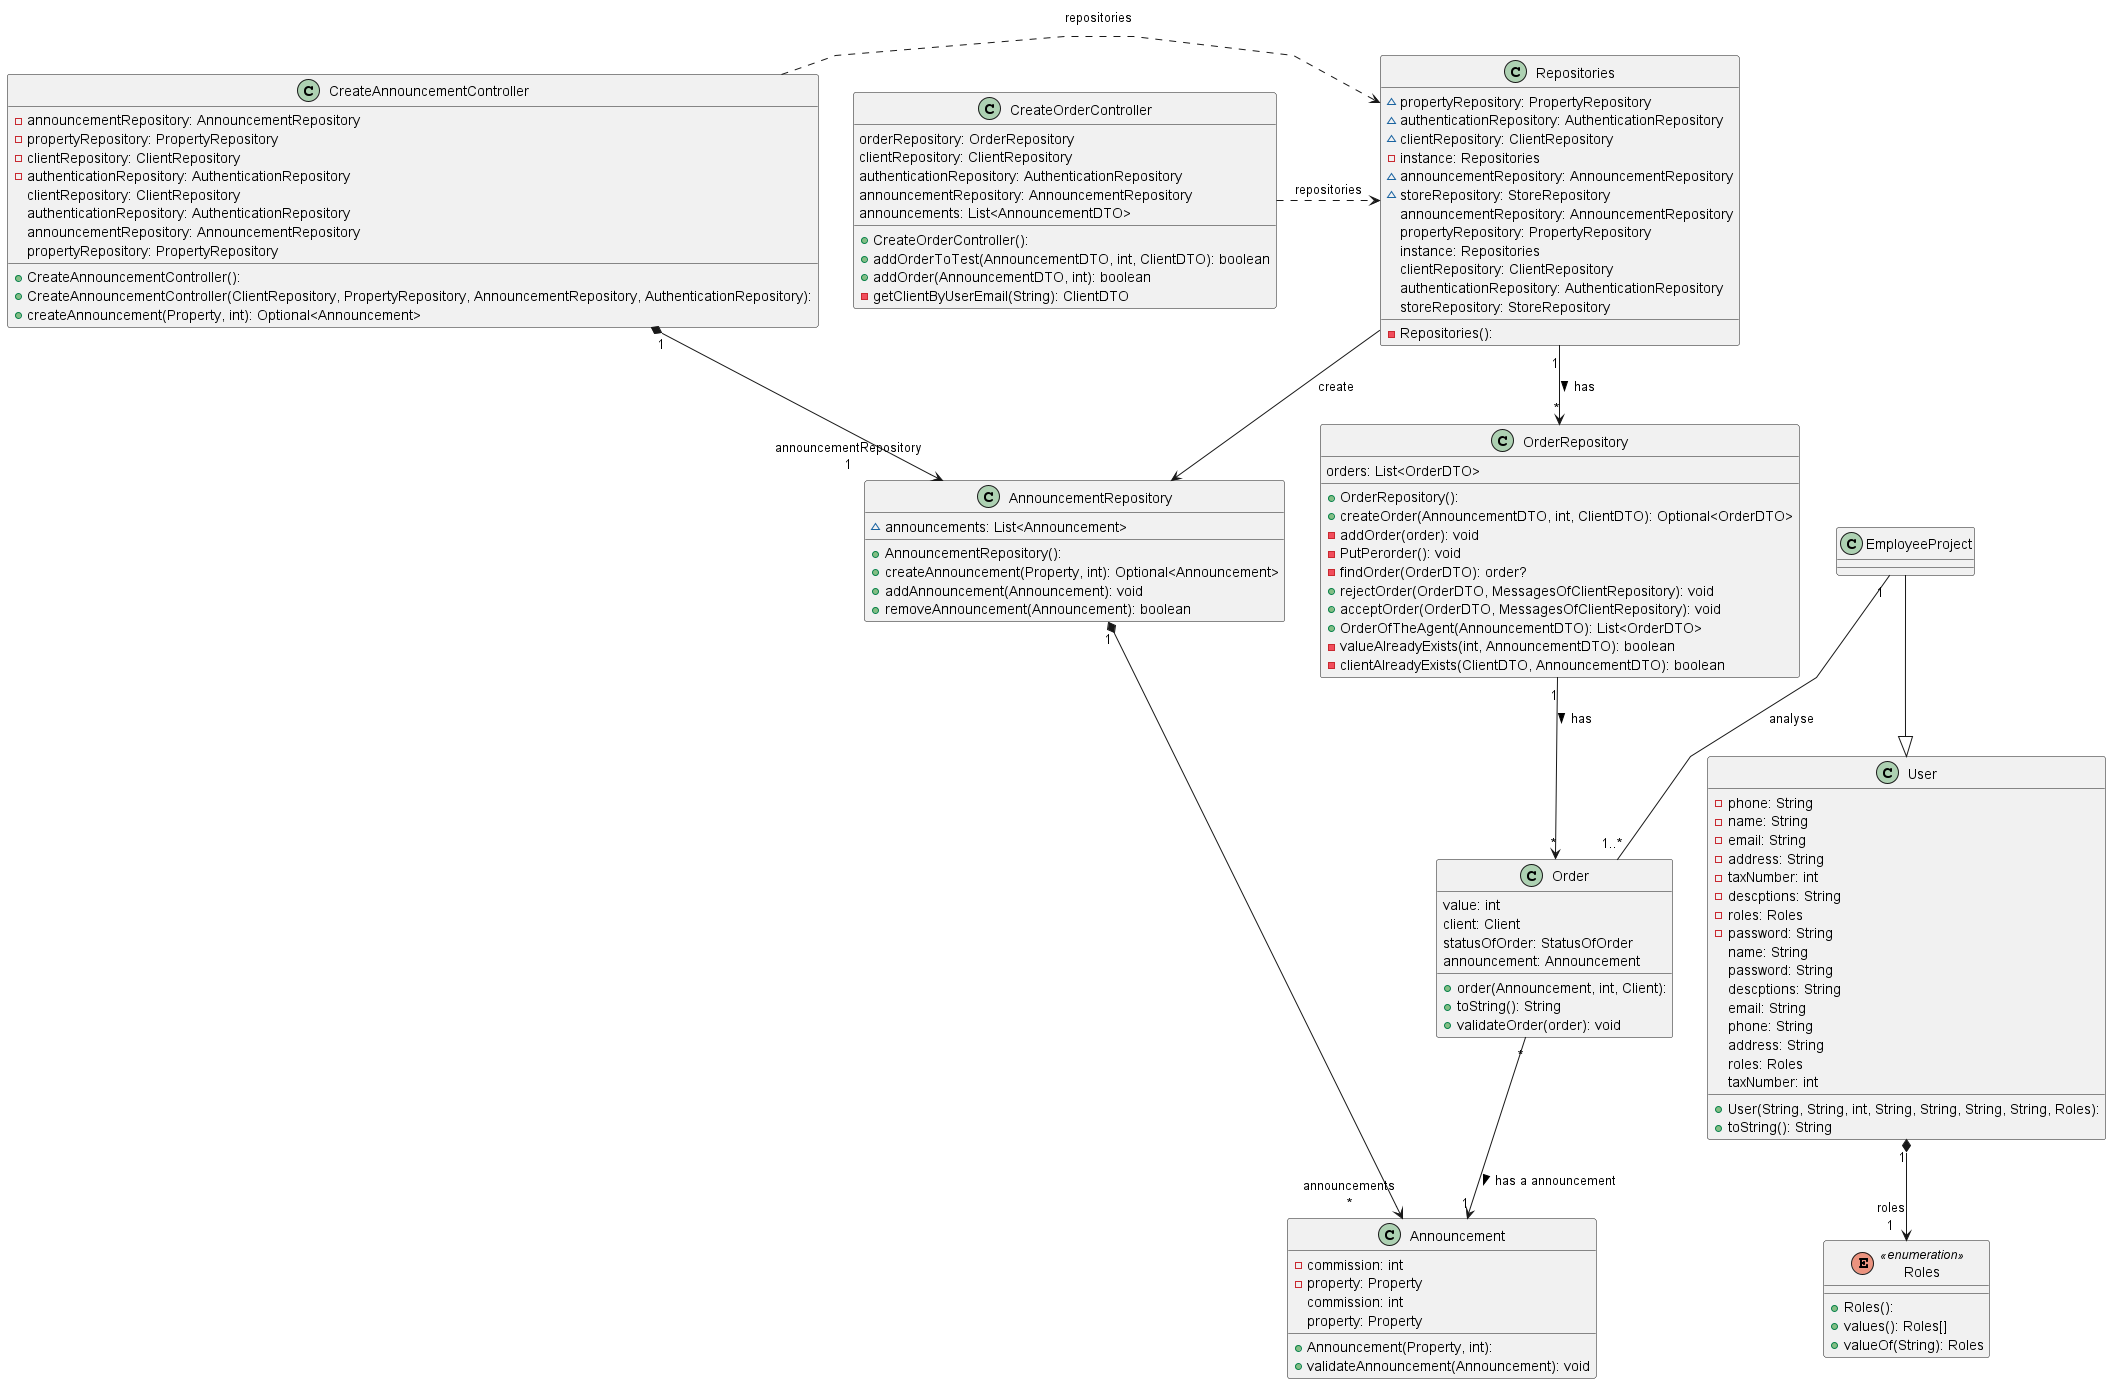 repositories
C CreateAnnouncementController
announcementRepository: AnnouncementRepository
propertyRepository: PropertyRepository
clientRepository: ClientRepository
authenticationRepository: AuthenticationRepository
clientRepository: ClientRepository
authenticationRepository: AuthenticationRepository
announcementRepository: AnnouncementRepository
propertyRepository: PropertyRepository
CreateAnnouncementController():
CreateAnnouncementController(ClientRepository, PropertyRepository, AnnouncementRepository, AuthenticationRepository):
createAnnouncement(Property, int): Optional<Announcement>
C CreateOrderController
orderRepository: OrderRepository
clientRepository: ClientRepository
authenticationRepository: AuthenticationRepository
announcementRepository: AnnouncementRepository
announcements: List<AnnouncementDTO>
CreateOrderController():
addOrderToTest(AnnouncementDTO, int, ClientDTO): boolean
addOrder(AnnouncementDTO, int): boolean
getClientByUserEmail(String): ClientDTO
repositories
C Repositories
~ propertyRepository: PropertyRepository
~ authenticationRepository: AuthenticationRepository
~ clientRepository: ClientRepository
instance: Repositories
~ announcementRepository: AnnouncementRepository
~ storeRepository: StoreRepository
announcementRepository: AnnouncementRepository
propertyRepository: PropertyRepository
instance: Repositories
clientRepository: ClientRepository
authenticationRepository: AuthenticationRepository
storeRepository: StoreRepository
Repositories():
1
create
1
has
*
announcementRepository
1
C AnnouncementRepository
~ announcements: List<Announcement>
AnnouncementRepository():
createAnnouncement(Property, int): Optional<Announcement>
addAnnouncement(Announcement): void
removeAnnouncement(Announcement): boolean
1
C OrderRepository
orders: List<OrderDTO>
OrderRepository():
createOrder(AnnouncementDTO, int, ClientDTO): Optional<OrderDTO>
addOrder(order): void
PutPerorder(): void
findOrder(OrderDTO): order?
rejectOrder(OrderDTO, MessagesOfClientRepository): void
acceptOrder(OrderDTO, MessagesOfClientRepository): void
OrderOfTheAgent(AnnouncementDTO): List<OrderDTO>
valueAlreadyExists(int, AnnouncementDTO): boolean
clientAlreadyExists(ClientDTO, AnnouncementDTO): boolean
1
has
*
C EmployeeProject
1
analyse
1..*
C User
phone: String
name: String
email: String
address: String
taxNumber: int
descptions: String
roles: Roles
password: String
name: String
password: String
descptions: String
email: String
phone: String
address: String
roles: Roles
taxNumber: int
User(String, String, int, String, String, String, String, Roles):
toString(): String
1
roles
1
C Order
value: int
client: Client
statusOfOrder: StatusOfOrder
announcement: Announcement
order(Announcement, int, Client):
toString(): String
validateOrder(order): void
*
has a announcement
1
announcements
*
C Announcement
commission: int
property: Property
commission: int
property: Property
Announcement(Property, int):
validateAnnouncement(Announcement): void
E «enumeration»
Roles
Roles():
values(): Roles[]
valueOf(String): Roles